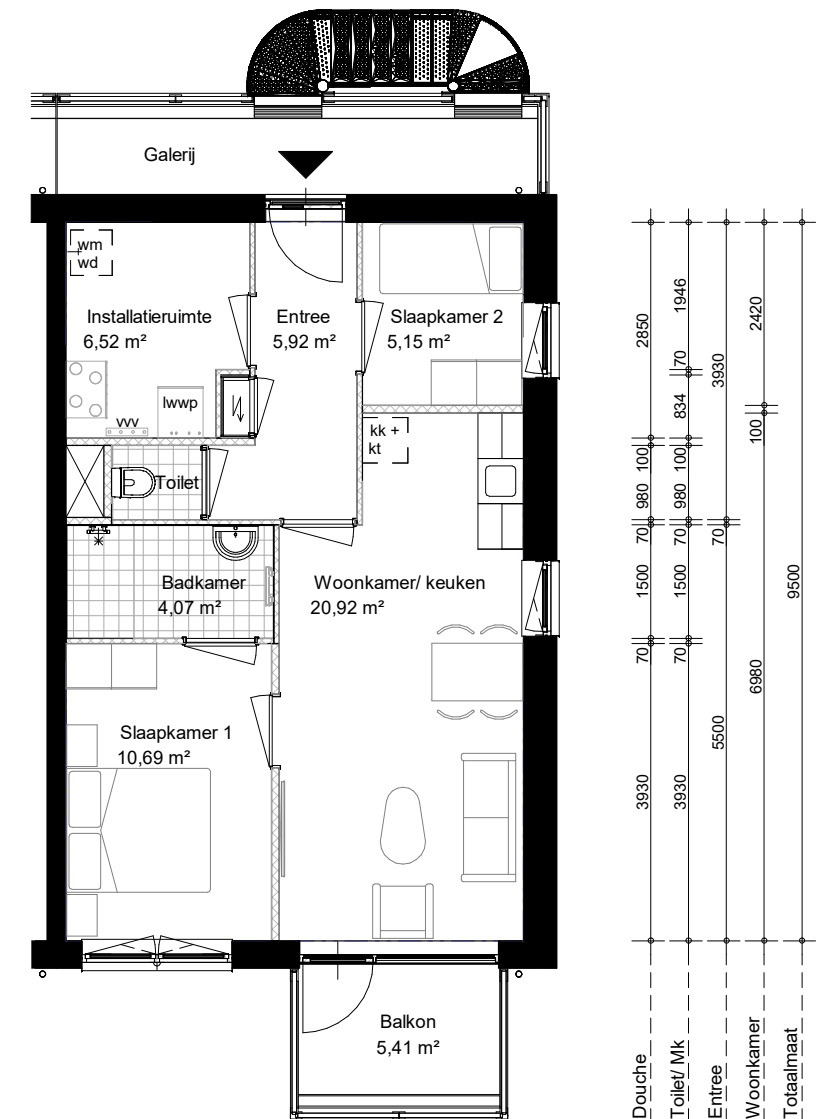 Galerij
wm
wd
Installatieruimte
6,52 m²
Entree
5,92 m²
Slaapkamer 2
5,15 m²
lwwp
vvv
kk +
kt
Toilet
Badkamer
4,07 m²
Woonkamer/ keuken
20,92 m²
Slaapkamer 1
10,69 m²
Balkon
5,41 m²
2850
100
980
70
1500
70
3930
Douche
1946
70
834
100
980
70
1500
70
3930
Toilet/ Mk
3930
70
5500
Entree
2420
100
6980
Woonkamer
9500
Totaalmaat